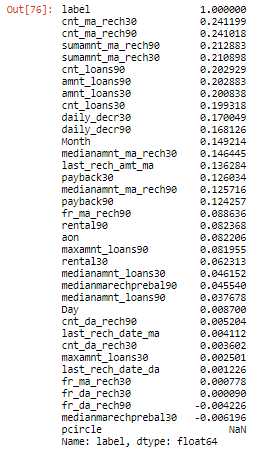 Out[76]: label 1.000000
cnt_ma_rech30 0.241199
cnt_ma_rech90 0.241018
sumamnt_ma_rech90 0.212883
sumamnt_ma_rech30 0.210898
cnt_loans90 0.202929
amnt_loans90 0.202883
amnt_loans30 0.200838
cnt_loans30 0.199318
daily_decr30 0.170049
daily_decr90 0.168126
Month 0.149214
medianamnt_ma_rech30 0.146445
last_rech_amt_ma 0.136284
payback30 0.126034
medianamnt_ma_rech90 0.125716
payback90 0.124257
fr_ma_rech90 0.088636
rental90 0.082368
aon 0.082206
maxamnt_loans90 0.081955
rental30 0.062313
medianamnt_loans30 0.046152
medianmarechprebal90 0.045540
medianamnt_loans90 0.037678
Day 0.008700
cnt_da_rech90 0.005204
last_rech_date_ma 0.004112
cnt_da_rech30 0.003602
maxamnt_loans30 0.002501
last_rech_date_da 0.001226
fr_ma_rech30 0.000778
fr_da_rech30 0.000090
fr_da_rech90 -0.004226
medianmarechprebal30 -0.006196
pcircle NaN
Name: label, dtype: float64